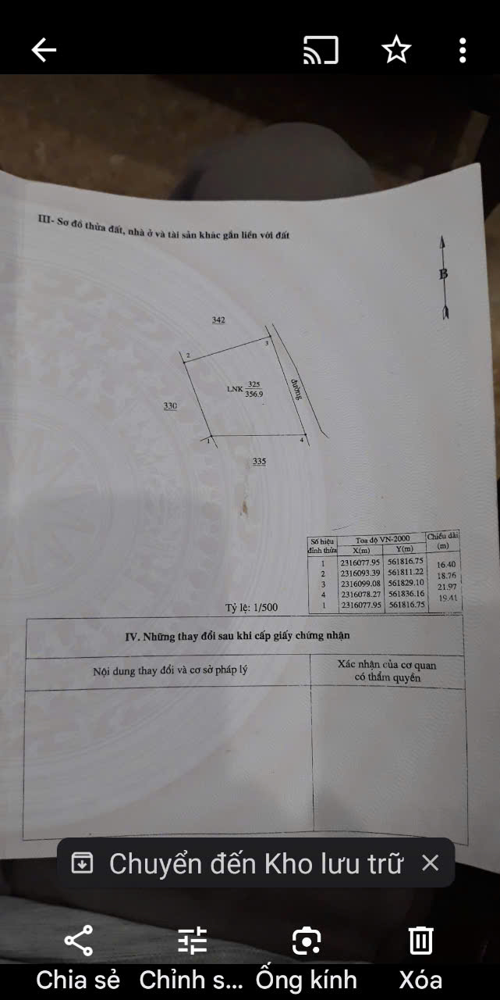 III- Sơ đồ thửa đất, nhà ở và tài sản khác gắn liền với đất
B
342
2
3
LNK 325
356.9
đường
330
1
4
335
Số hiệu đỉnh thửa
Toạ độ VN-2000
Chiều dài (m)
X(m) Y(m)
1 2316077.95 561816.75
16.40
2 2316093.39 561811.22
18.76
3 2316099.08 561829.10
21.97
4 2316078.27 561836.16
19.41
1 2316077.95 561816.75
Tỷ lệ: 1/500
IV. Những thay đổi sau khi cấp giấy chứng nhận
Nội dung thay đổi và cơ sở pháp lý
Xác nhận của cơ quan
có thẩm quyền
Chuyển đến Kho lưu trữ
Chia sẻ Chỉnh s... Ống kính Xóa